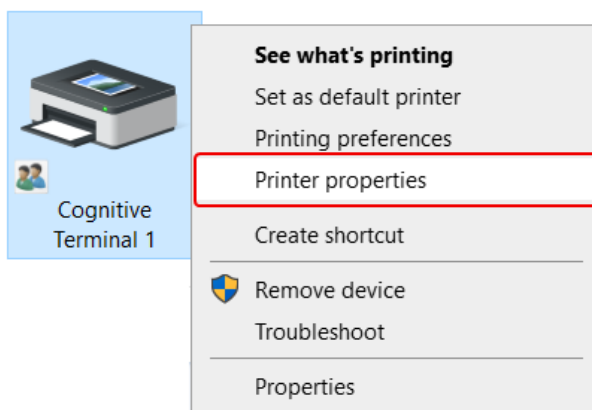 Cognitive
Terminal 1
See what's printing
Set as default printer
Printing preferences
Printer properties
Create shortcut
Remove device
Troubleshoot
Properties